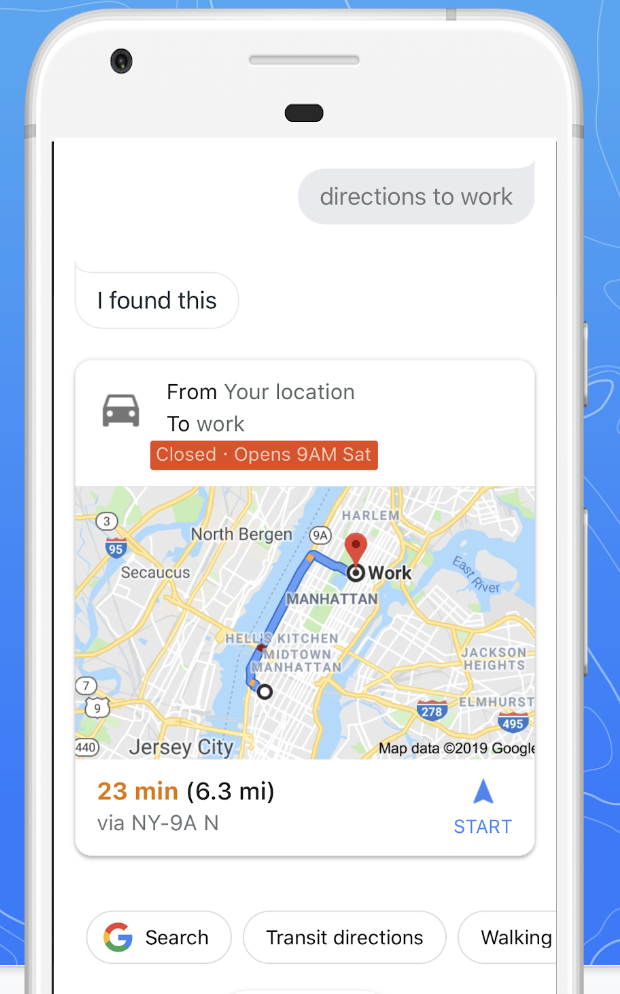 directions to work
I found this
From Your location
To work
Closed · Opens 9AM Sat
HARLEM
3
North Bergen
9A
95
Secaucus
Work
East River
MANHATTAN
HELL'S KITCHEN
MIDTOWN
MANHATTAN
JACKSON
HEIGHTS
7
9
278
ELMHURST
495
440
Jersey City
Map data ©2019 Google
23 min (6.3 mi)
via NY-9A N
START
Search
Transit directions
Walking